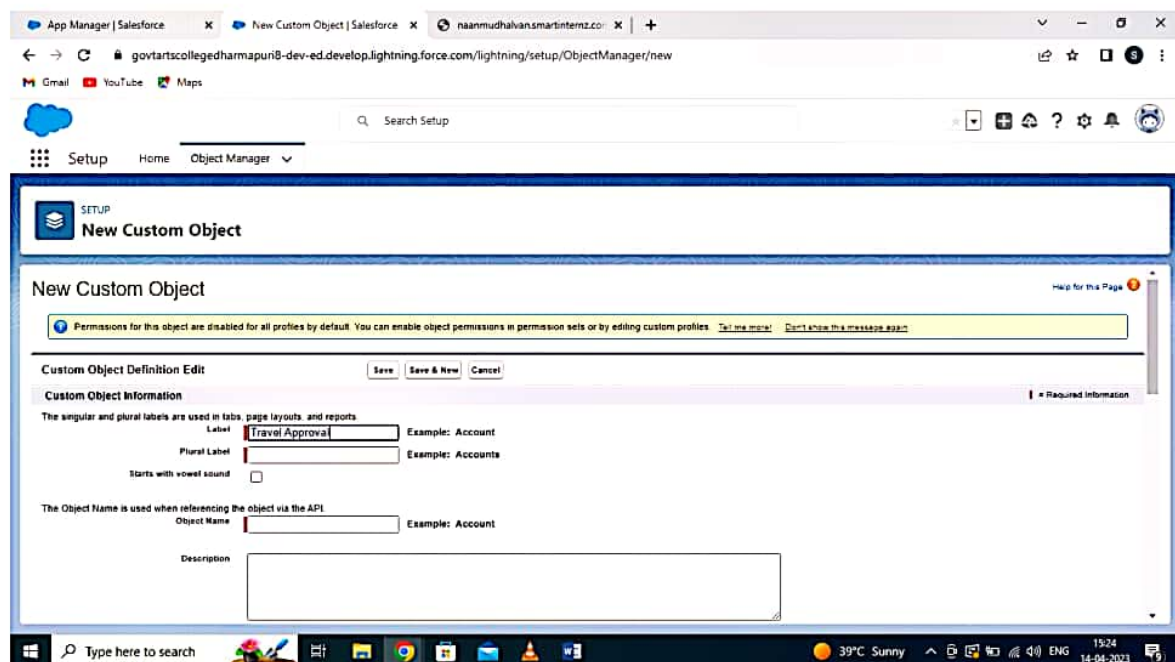 App Manager | Salesforce
New Custom Object | Salesforce
naanmudhalvan.smartinternz.cor
govtartscollegedharmapuri8-dev-ed.develop.lightning.force.com/lightning/setup/ObjectManager/new
S
Gmail YouTube Maps
Search Setup
Setup Home Object Manager
SETUP
New Custom Object
New Custom Object
Help for this Page
Permissions for this object are disabled for all profiles by default. You can enable object permissions in permission sets or by editing custom profiles. Tell me more! Don't show this message again
Custom Object Definition Edit Save Save & New Cancel
Custom Object Information = Required Information
The singular and plural labels are used in tabs, page layouts, and reports.
Label Travel Approval Example: Account
Plural Label Example: Accounts
Starts with vowel sound
The Object Name is used when referencing the object via the API.
Object Name Example: Account
Description
Type here to search
39°C Sunny ENG 15:24
14-04-2023